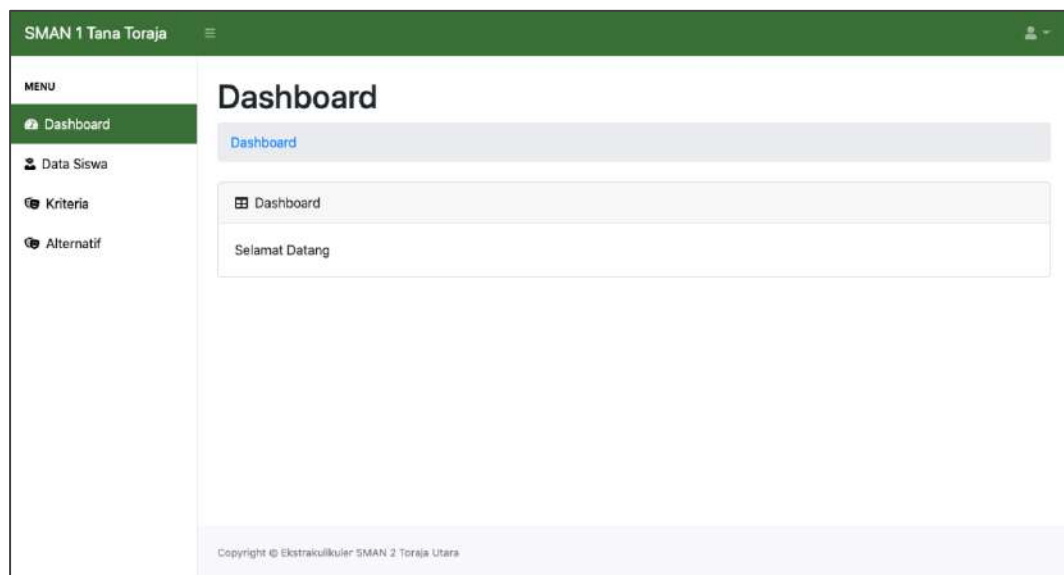 SMAN 1 Tana Toraja
MENU
Dashboard
Data Siswa
Kriteria
Alternatif
Dashboard
Dashboard
Dashboard
Selamat Datang
Copyright © Ekstrakulikuler SMAN 2 Toraja Utara